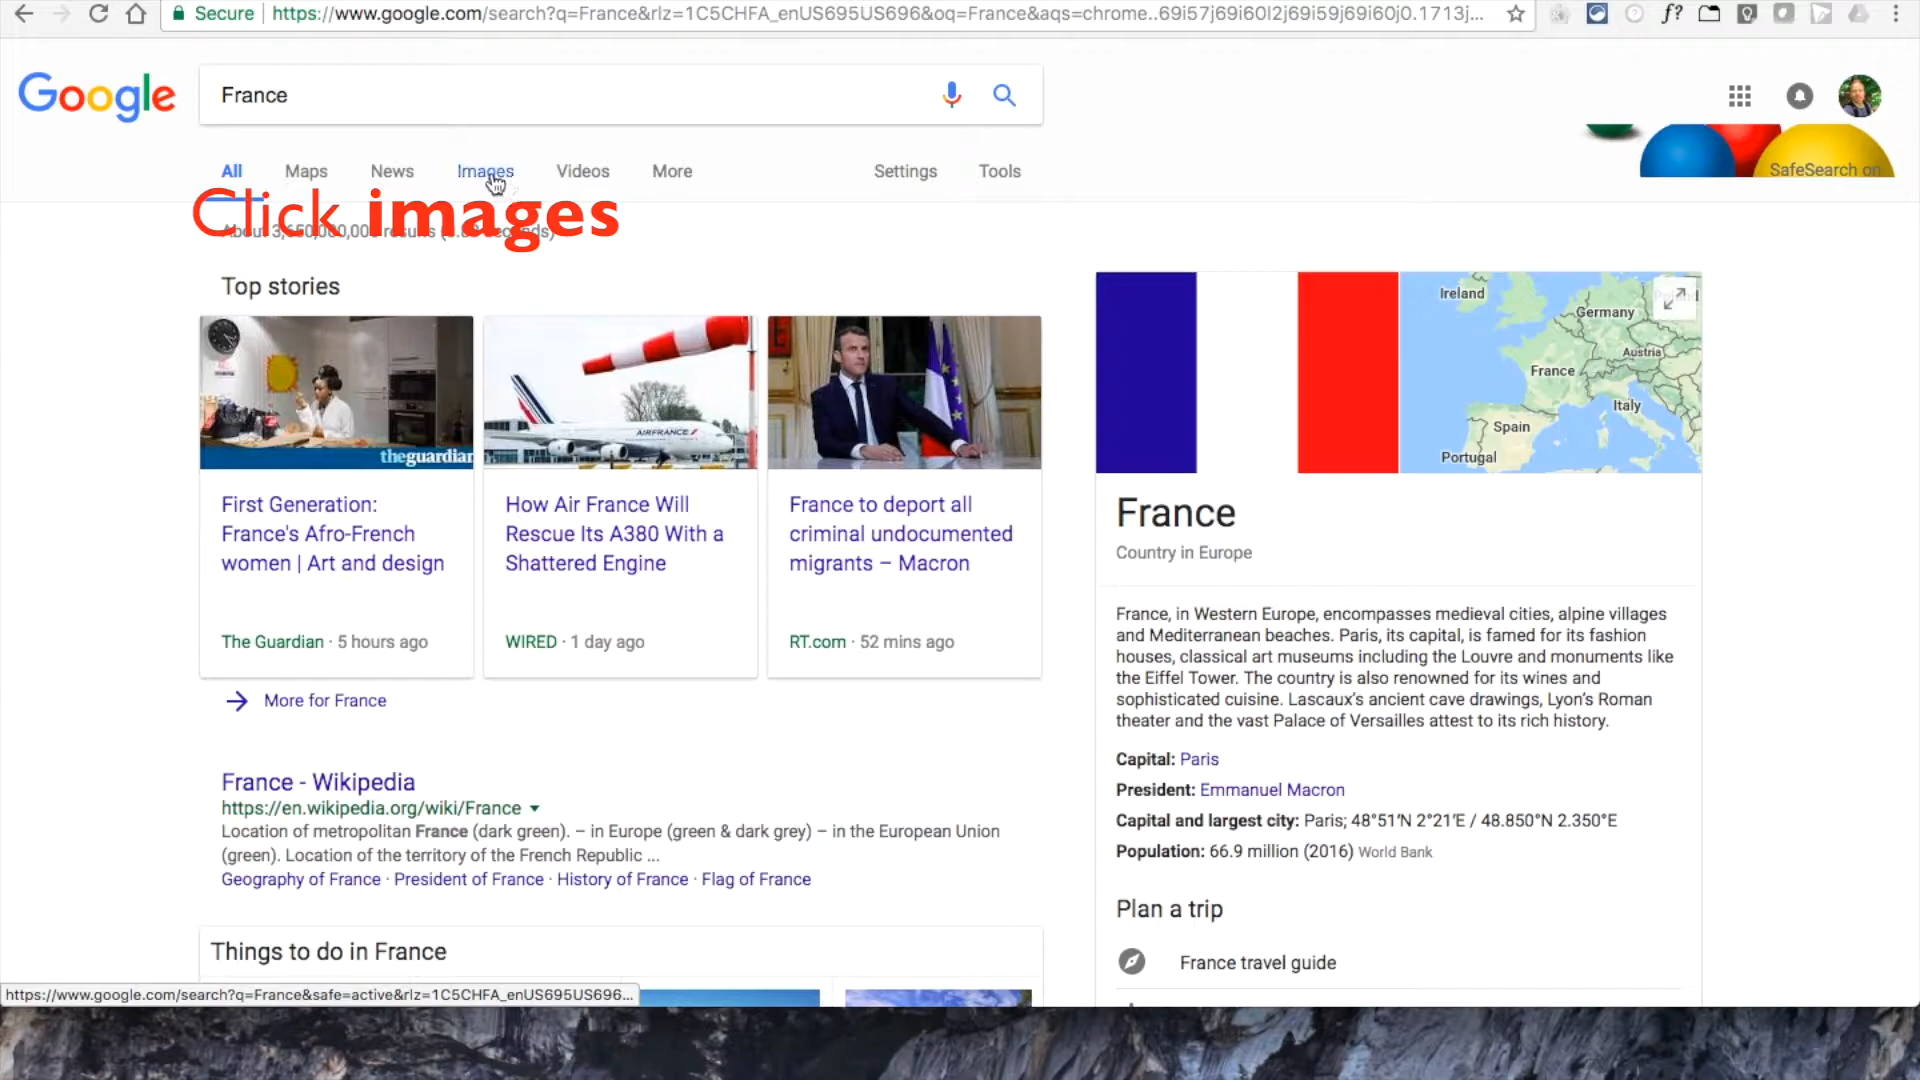 Secure
https://www.google.com/search?q=France&rlz=1C5CHFA_enUS695US696&oq=France&aqs=chrome..69i57j69i60l2j69i59j69i60j0.1713j...
f?
Google
France
SafeSearch on
All Maps News Images Videos More Settings Tools
Click images
About 3,650,000,000 results
Top stories
theguardian
AIRFRANCE
First Generation:
France's Afro-French
women | Art and design
The Guardian · 5 hours ago
How Air France Will
Rescue Its A380 With a
Shattered Engine
WIRED · 1 day ago
France to deport all
criminal undocumented
migrants – Macron
RT.com · 52 mins ago
More for France
France - Wikipedia
https://en.wikipedia.org/wiki/France
Location of metropolitan France (dark green). – in Europe (green & dark grey) – in the European Union
(green). Location of the territory of the French Republic ...
Geography of France · President of France · History of France · Flag of France
Things to do in France
https://www.google.com/search?q=France&safe=active&rlz=1C5CHFA_enUS695US696...
Ireland
Germany
Austria
France
Italy
Spain
Portugal
France
Country in Europe
France, in Western Europe, encompasses medieval cities, alpine villages
and Mediterranean beaches. Paris, its capital, is famed for its fashion
houses, classical art museums including the Louvre and monuments like
the Eiffel Tower. The country is also renowned for its wines and
sophisticated cuisine. Lascaux's ancient cave drawings, Lyon's Roman
theater and the vast Palace of Versailles attest to its rich history.
Capital: Paris
President: Emmanuel Macron
Capital and largest city: Paris; 48°51′N 2°21′E / 48.850°N 2.350°E
Population: 66.9 million (2016) World Bank
Plan a trip
France travel guide